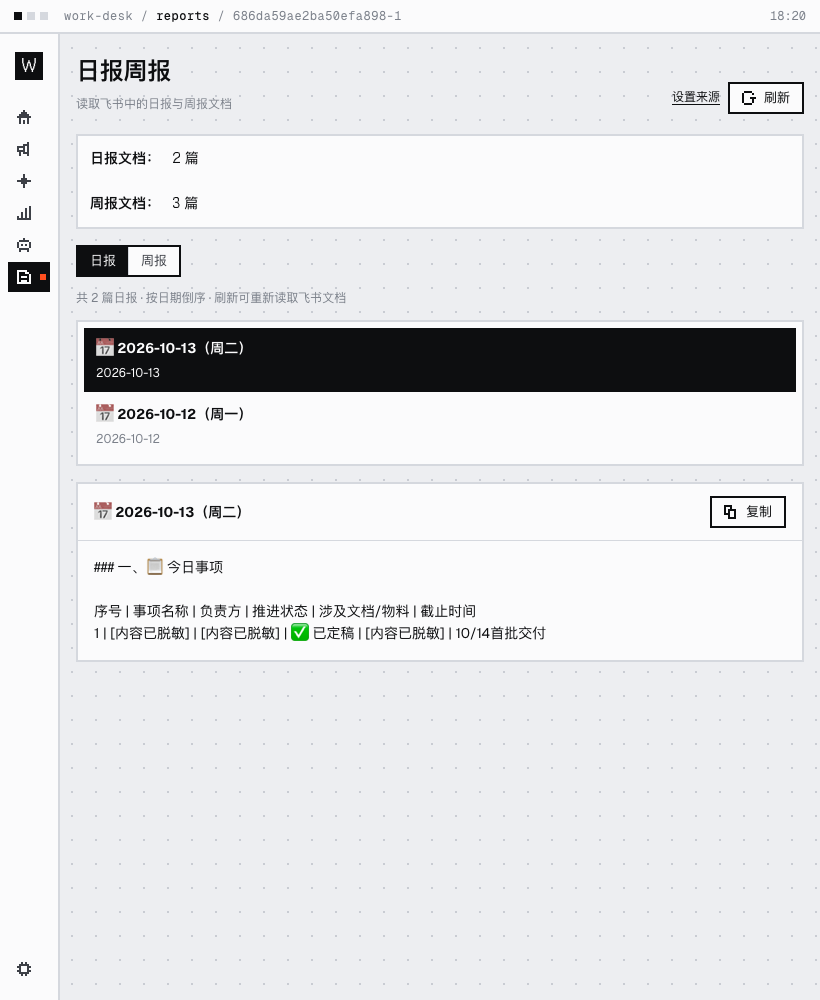 work-desk / reports / 686da59ae2ba50efa898-1
18:20
W
日报周报
读取飞书中的日报与周报文档
设置来源
刷新
日报文档： 2 篇
周报文档： 3 篇
日报
周报
共 2 篇日报 · 按日期倒序 · 刷新可重新读取飞书文档
📅 2026-10-13（周二）
2026-10-13
📅 2026-10-12（周一）
2026-10-12
📅 2026-10-13（周二）
复制
### 一、📋 今日事项
序号 | 事项名称 | 负责方 | 推进状态 | 涉及文档/物料 | 截止时间
1 | [内容已脱敏] | [内容已脱敏] | ✅ 已定稿 | [内容已脱敏] | 10/14首批交付